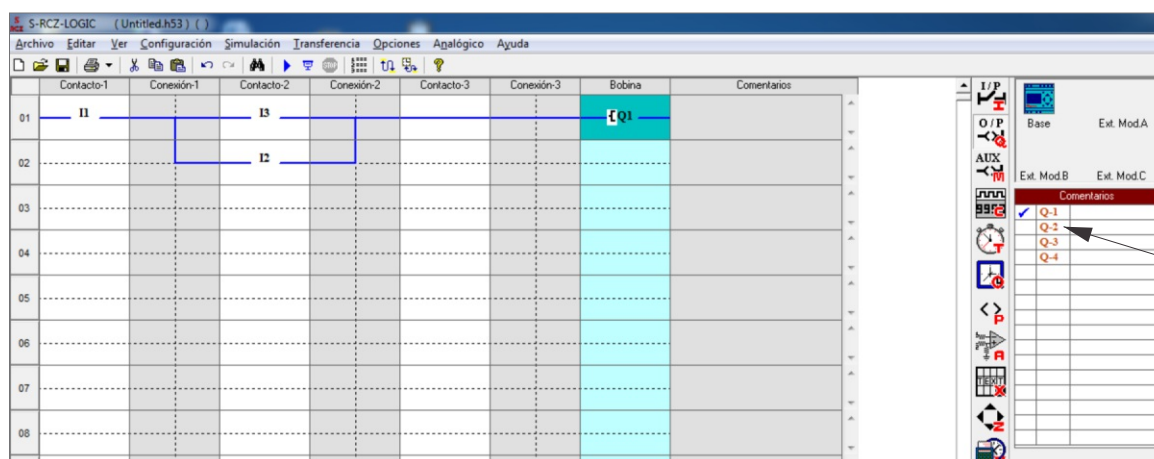 S-RCZ-LOGIC (Untitled.h53) ( )
Archivo Editar Ver Configuración Simulación Transferencia Opciones Analógico Ayuda
Contacto-1 Conexión-1 Contacto-2 Conexión-2 Contacto-3 Conexión-3 Bobina Comentarios
01 I1 I3 Q1
02 I2
03
04
05
06
07
08
I/P
I
O/P
Q
AUX
M
C
T
Q
P
A
TEXT
X
Z
Base Ext. Mod.A
Ext. Mod.B Ext. Mod.C
Comentarios
Q-1
Q-2
Q-3
Q-4